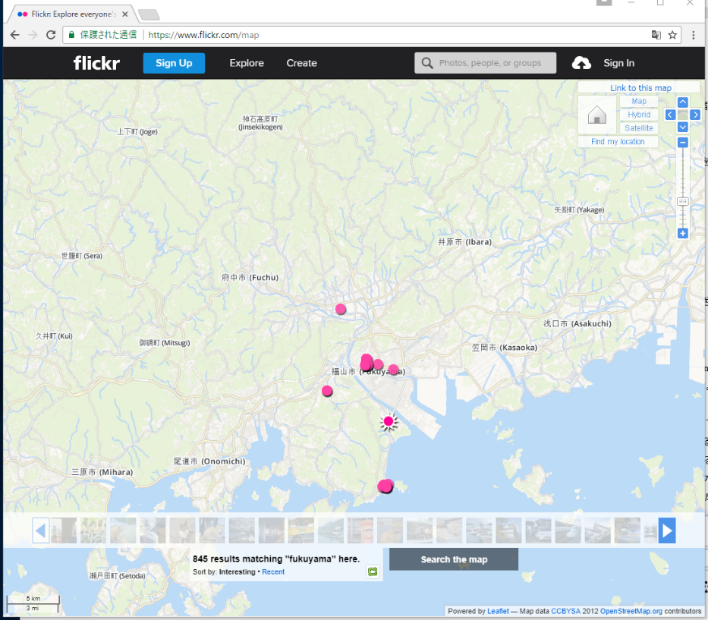 Flickr: Explore everyone's
保護された通信 | https://www.flickr.com/map
flickr
Sign Up
Explore
Create
Photos, people, or groups
Sign In
Link to this map
Map
Hybrid
Satellite
Find my location
神石高原町
(Jinsekikogen)
上下町 (Joge)
矢掛町 (Yakage)
井原市 (Ibara)
世羅町 (Sera)
府中市 (Fuchu)
浅口市 (Asakuchi)
久井町 (Kui)
御調町 (Mitsugi)
笠岡市 (Kasaoka)
福山市 (Fukuyama)
尾道市 (Onomichi)
三原市 (Mihara)
845 results matching "fukuyama" here.
Sort by: Interesting • Recent
Search the map
瀬戸田町 (Setoda)
5 km
3 mi
Powered by Leaflet — Map data CCBYSA 2012 OpenStreetMap.org contributors